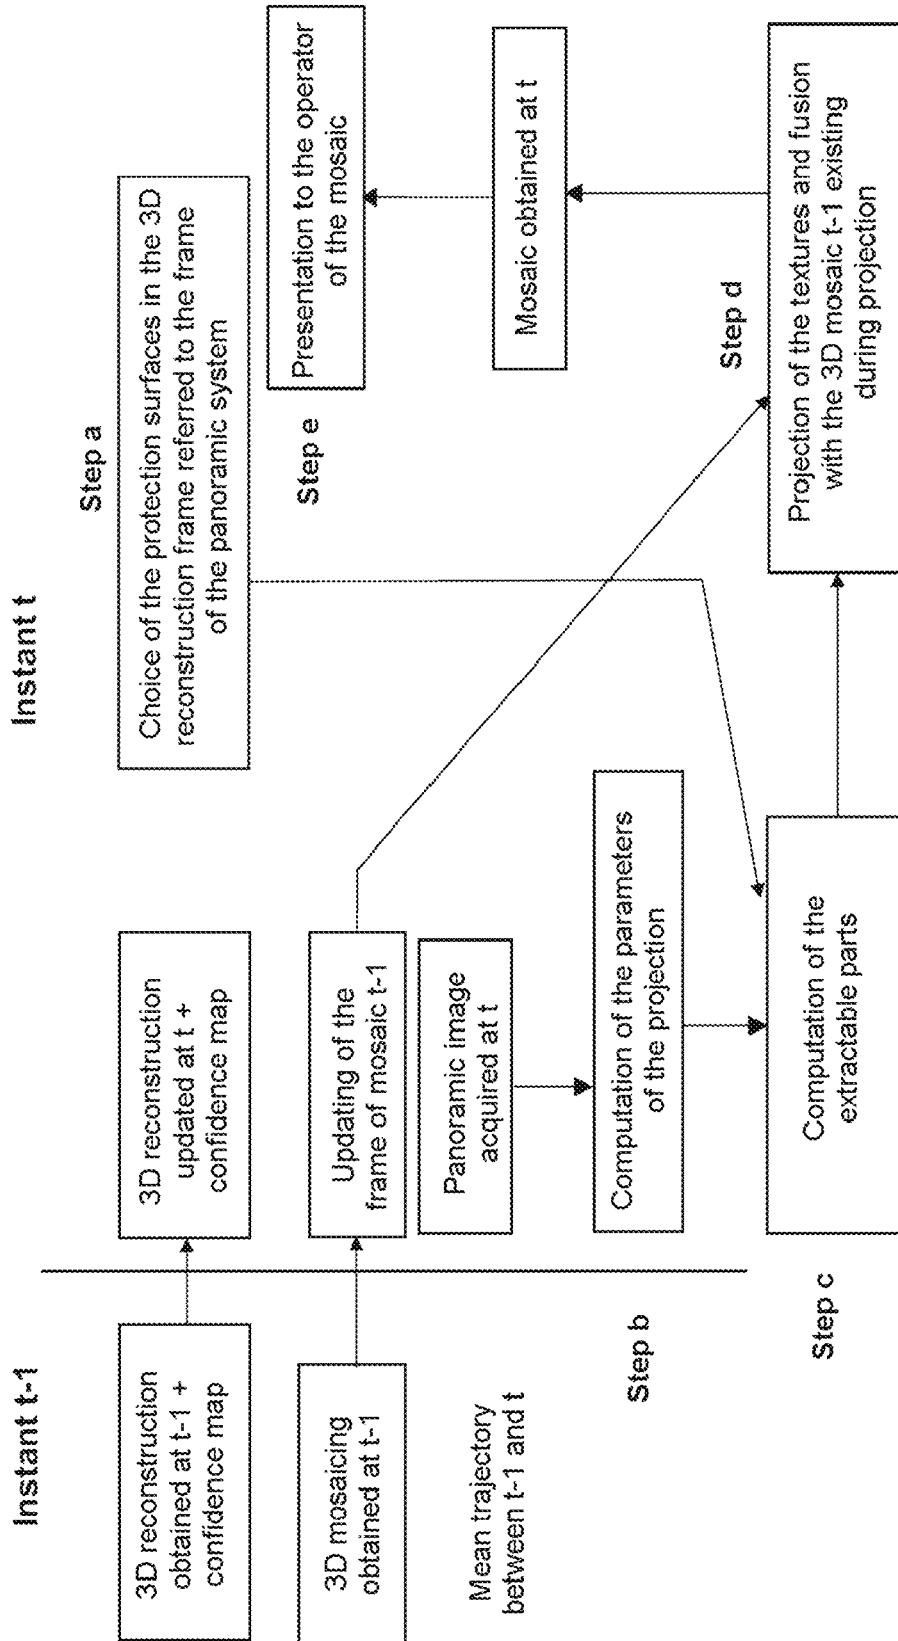 Instant t-1
Instant t
3D reconstruction
obtained at t-1 +
confidence map
3D reconstruction
updated at t +
confidence map
Step a
Choice of the protection surfaces in the 3D
reconstruction frame referred to the frame
of the panoramic system
3D mosaicing
obtained at t-1
Updating of the
frame of mosaic t-1
Step e
Presentation to the operator
of the mosaic
Mean trajectory
between t-1 and t
Panoramic image
acquired at t
Mosaic obtained at t
Step b
Computation of the parameters
of the projection
Step d
Step c
Computation of the
extractable parts
Projection of the textures and fusion
with the 3D mosaic t-1 existing
during projection